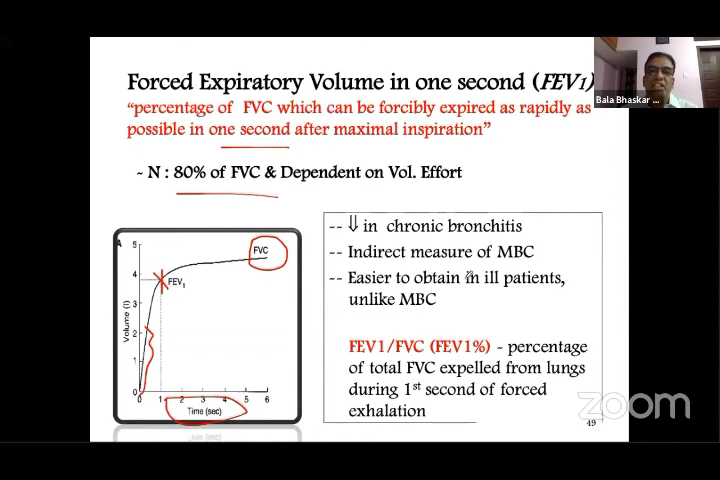 Forced Expiratory Volume in one second (FEV1)
“percentage of FVC which can be forcibly expired as rapidly as
possible in one second after maximal inspiration”
- N : 80% of FVC & Dependent on Vol. Effort
Bala Bhaskar ...
-- ⇓ in chronic bronchitis
-- Indirect measure of MBC
-- Easier to obtain in ill patients,
unlike MBC
FEV1/FVC (FEV1%) - percentage
of total FVC expelled from lungs
during 1st second of forced
exhalation
A
5
4
3
2
1
0
Volume (l)
FVC
FEV1
0 1 2 3 4 5 6
Time (sec)
zoom
49